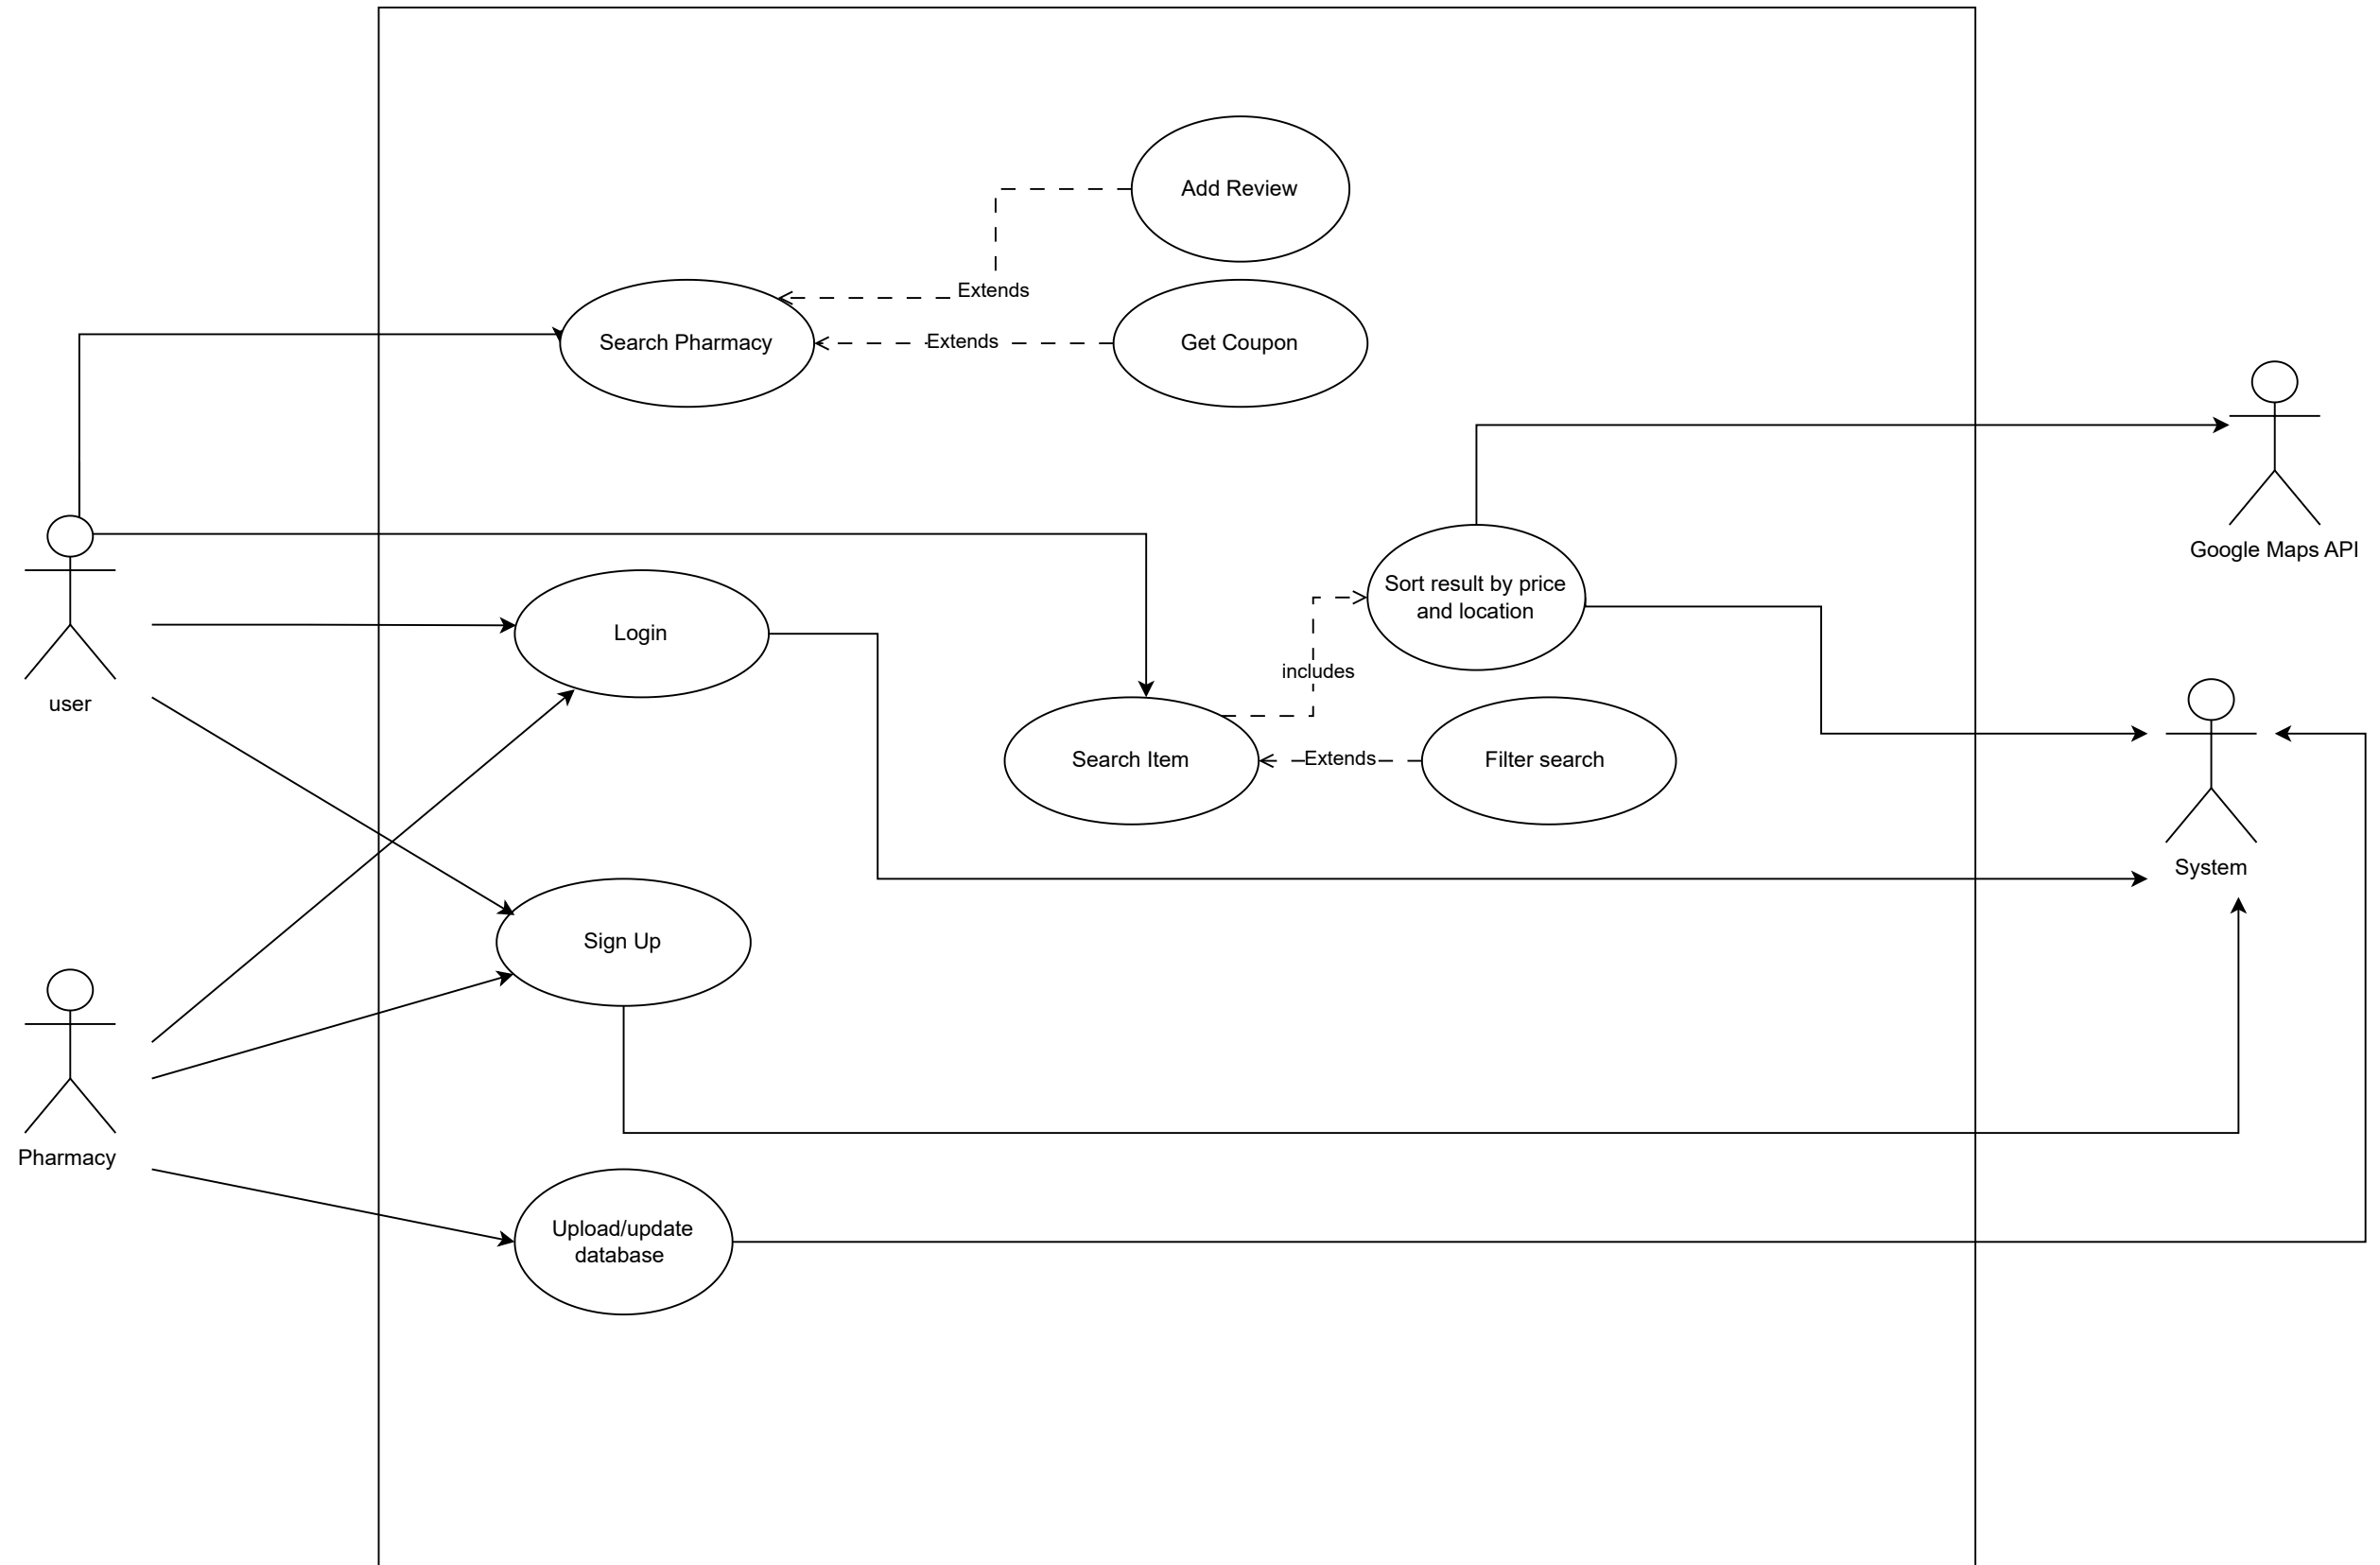 Add Review
Extends
Search Pharmacy
Extends
Get Coupon
Google Maps API
Sort result by price
and location
Login
includes
user
Search Item
Extends
Filter search
System
Sign Up
Pharmacy
Upload/update
database